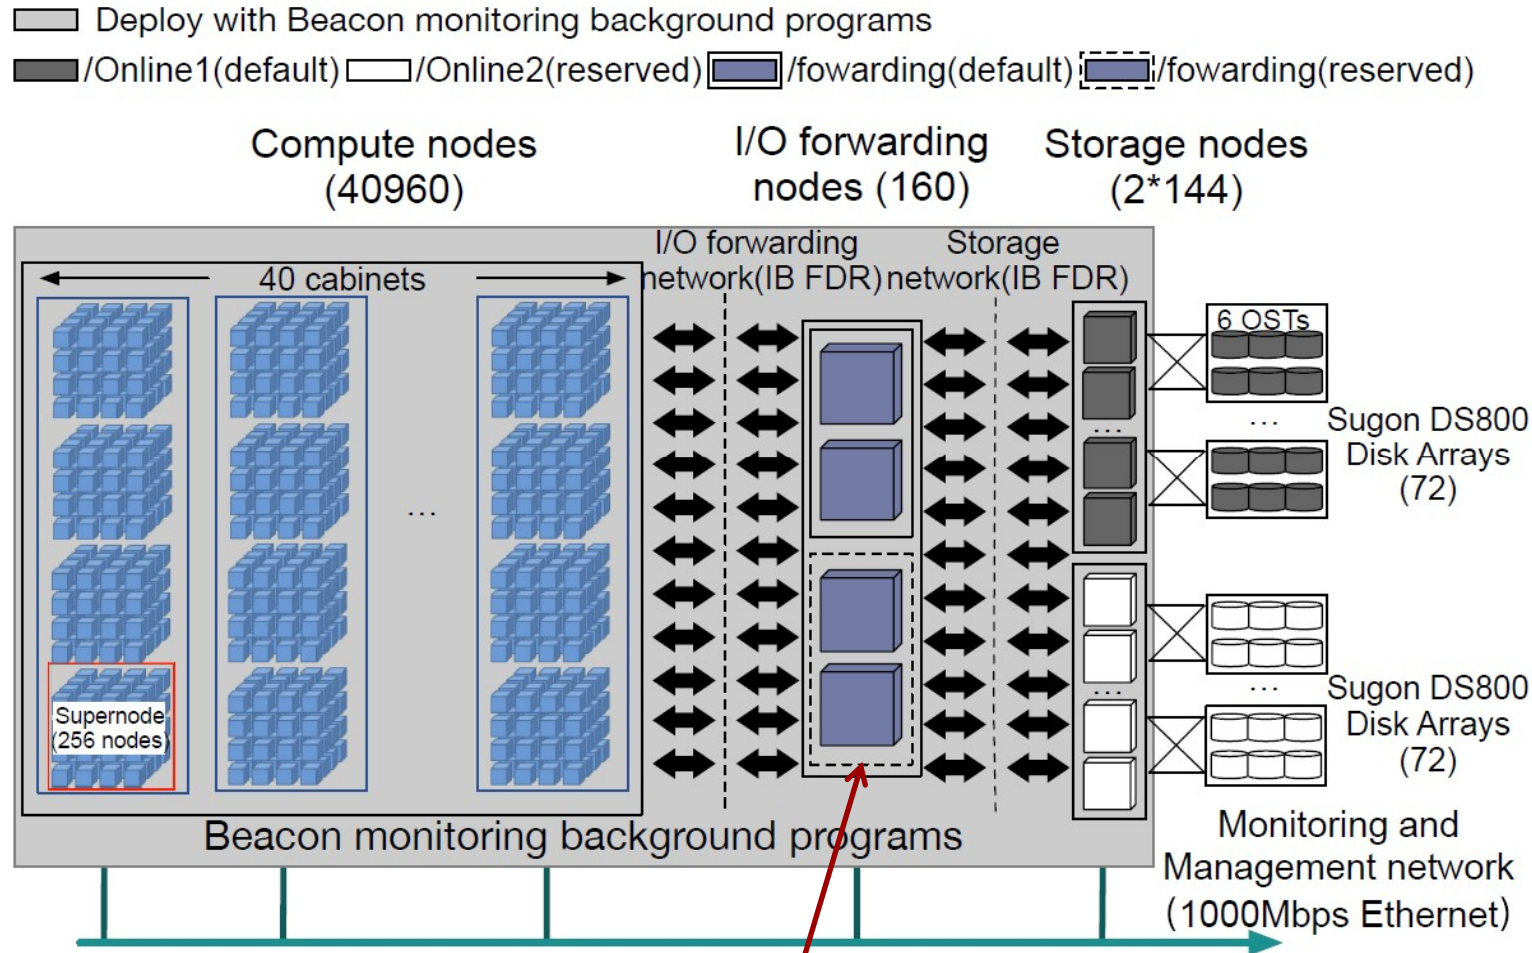 Deploy with Beacon monitoring background programs
/Online1(default) /Online2(reserved) /fowarding(default) /fowarding(reserved)
Compute nodes
(40960)
I/O forwarding
nodes (160)
Storage nodes
(2*144)
I/O forwarding
network(IB FDR)
Storage
network(IB FDR)
40 cabinets
...
Supernode
(256 nodes)
...
...
6 OSTs
...
Sugon DS800
Disk Arrays
(72)
...
Sugon DS800
Disk Arrays
(72)
Beacon monitoring background programs
Monitoring and
Management network
(1000Mbps Ethernet)